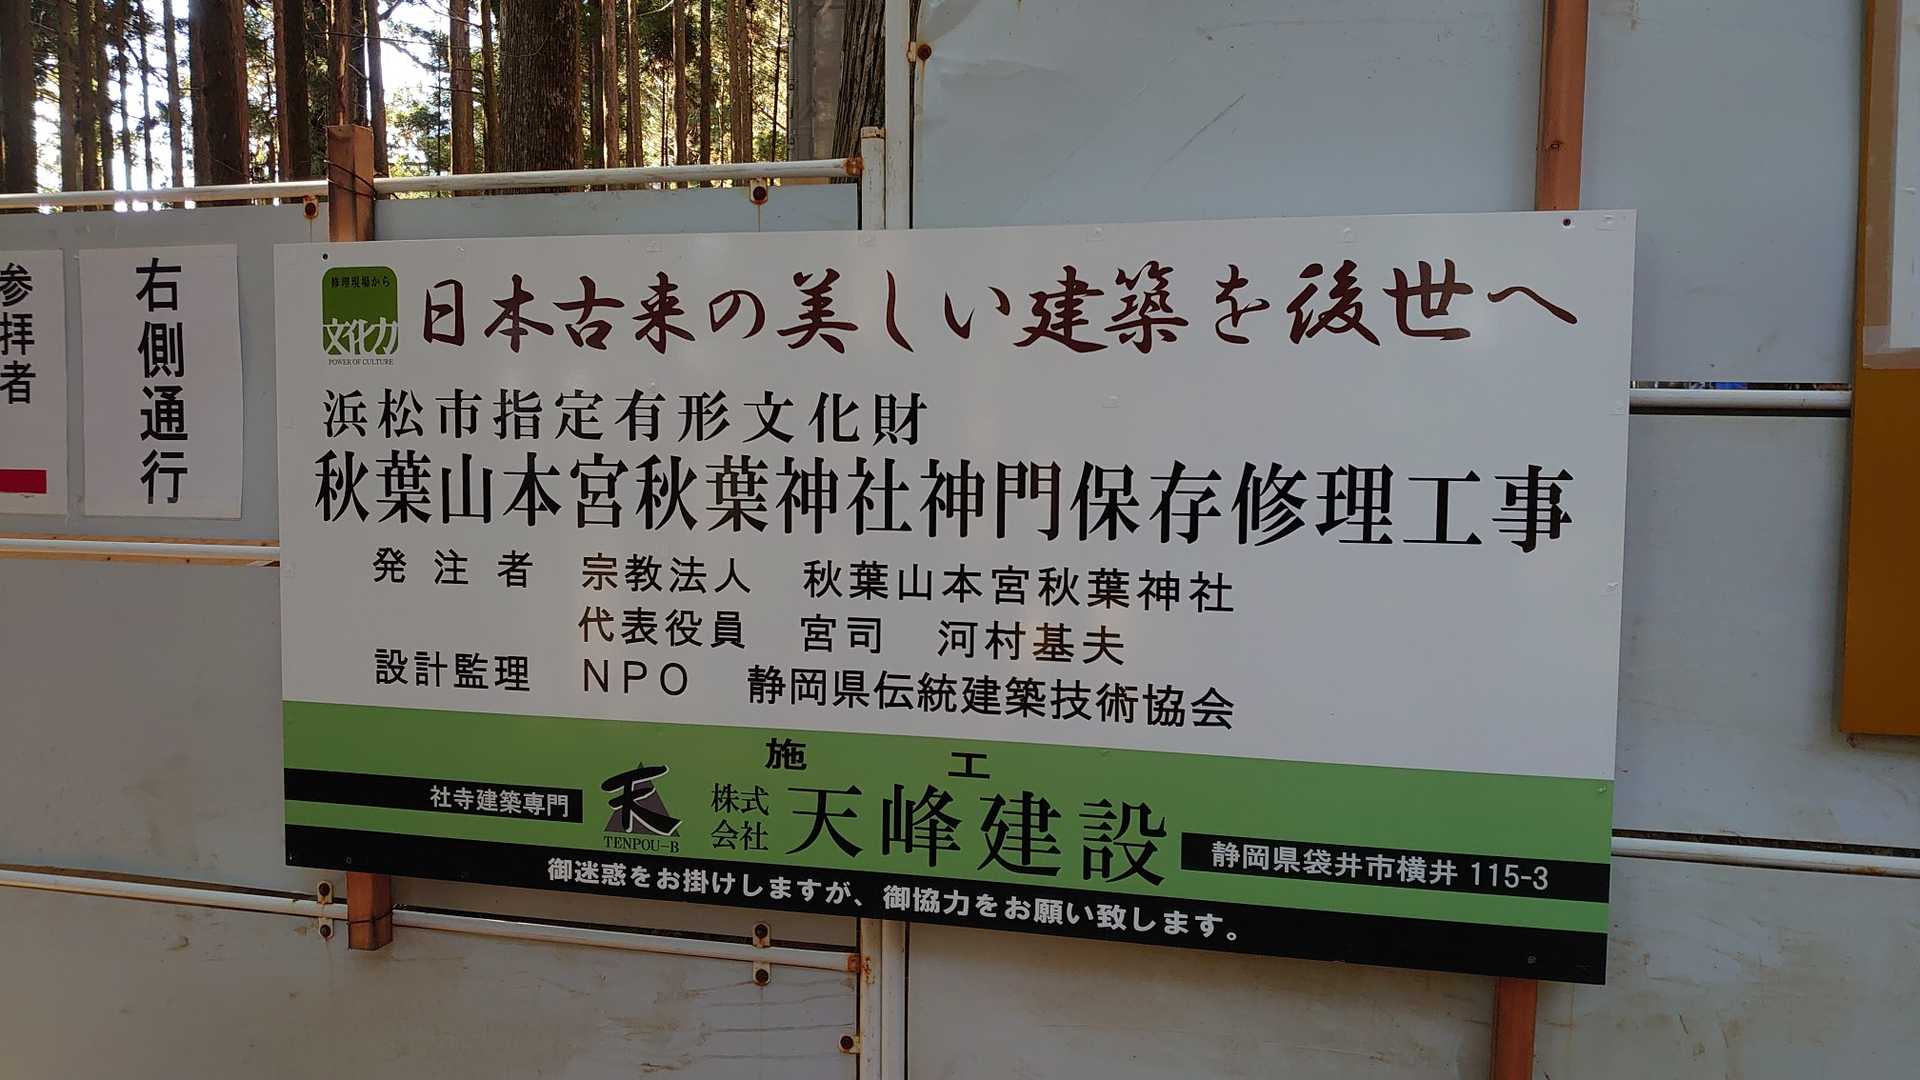 参拝者
右側通行
修理現場から
文化力
POWER OF CULTURE
日本古来の美しい建築を後世へ
浜松市指定有形文化財
秋葉山本宮秋葉神社神門保存修理工事
発注者 宗教法人 秋葉山本宮秋葉神社
代表役員 宮司 河村基夫
設計監理 NPO 静岡県伝統建築技術協会
施工
社寺建築専門
天
TENPOU-B
株式会社 天峰建設
静岡県袋井市横井 115-3
御迷惑をお掛けしますが、御協力をお願い致します。